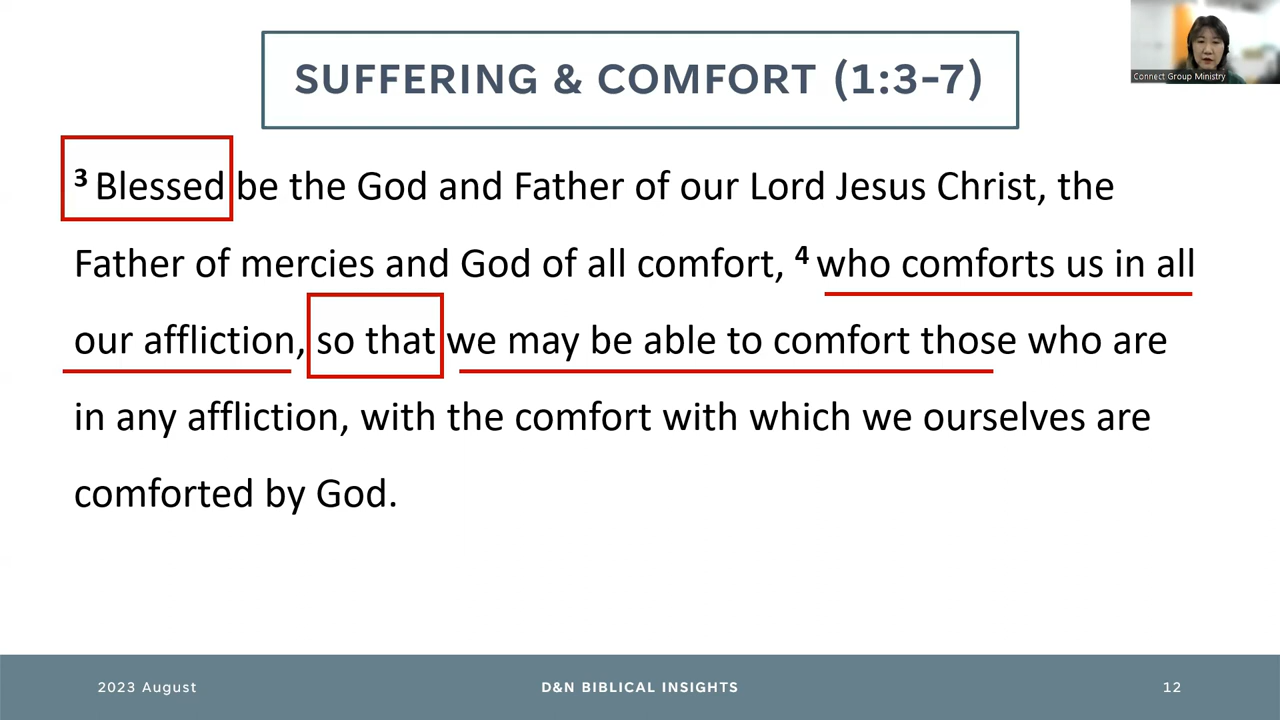 SUFFERING & COMFORT (1:3-7)
Connect Group Ministry
3 Blessed be the God and Father of our Lord Jesus Christ, the
Father of mercies and God of all comfort, 4 who comforts us in all
our affliction, so that we may be able to comfort those who are
in any affliction, with the comfort with which we ourselves are
comforted by God.
2023 August
D&N BIBLICAL INSIGHTS
12